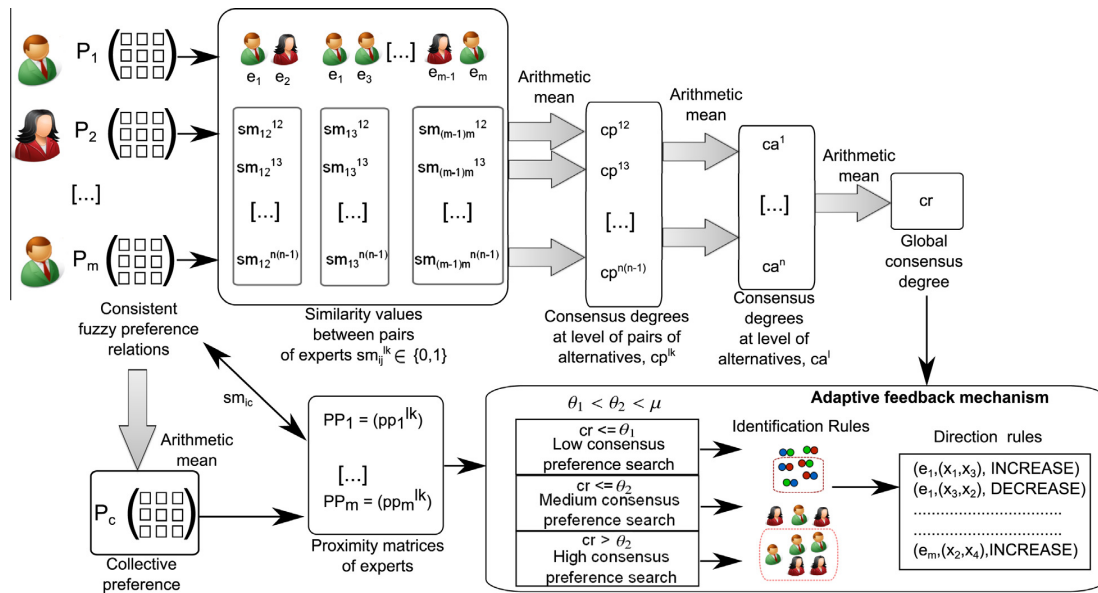 P1
P2
[...]
Pm
Consistent
fuzzy preference
relations
e1 e2 e1 e3 [...] em-1 em
sm12^12 sm13^12 sm(m-1)m^12
sm12^13 sm13^13 sm(m-1)m^13
[...] [...] [...]
sm12^n(n-1) sm13^n(n-1) sm(m-1)m^n(n-1)
Similarity values
between pairs
of experts smij^lk ∈ {0,1}
Arithmetic
mean
cp^12
cp^13
[...]
cp^n(n-1)
Consensus degrees
at level of pairs of
alternatives, cp^lk
Arithmetic
mean
ca^1
[...]
ca^n
Consensus
degrees
at level of
alternatives, ca^l
Arithmetic
mean
cr
Global
consensus
degree
smic
Arithmetic
mean
Pc
Collective
preference
PP1 = (pp1^lk)
[...]
PPm = (ppm^lk)
Proximity matrices
of experts
Adaptive feedback mechanism
θ1 < θ2 < μ
cr <= θ1
Low consensus
preference search
cr <= θ2
Medium consensus
preference search
cr > θ2
High consensus
preference search
Identification Rules
Direction rules
(e1,(x1,x3), INCREASE)
(e1,(x3,x2), DECREASE)
..............................
..............................
(em,(x2,x4),INCREASE)